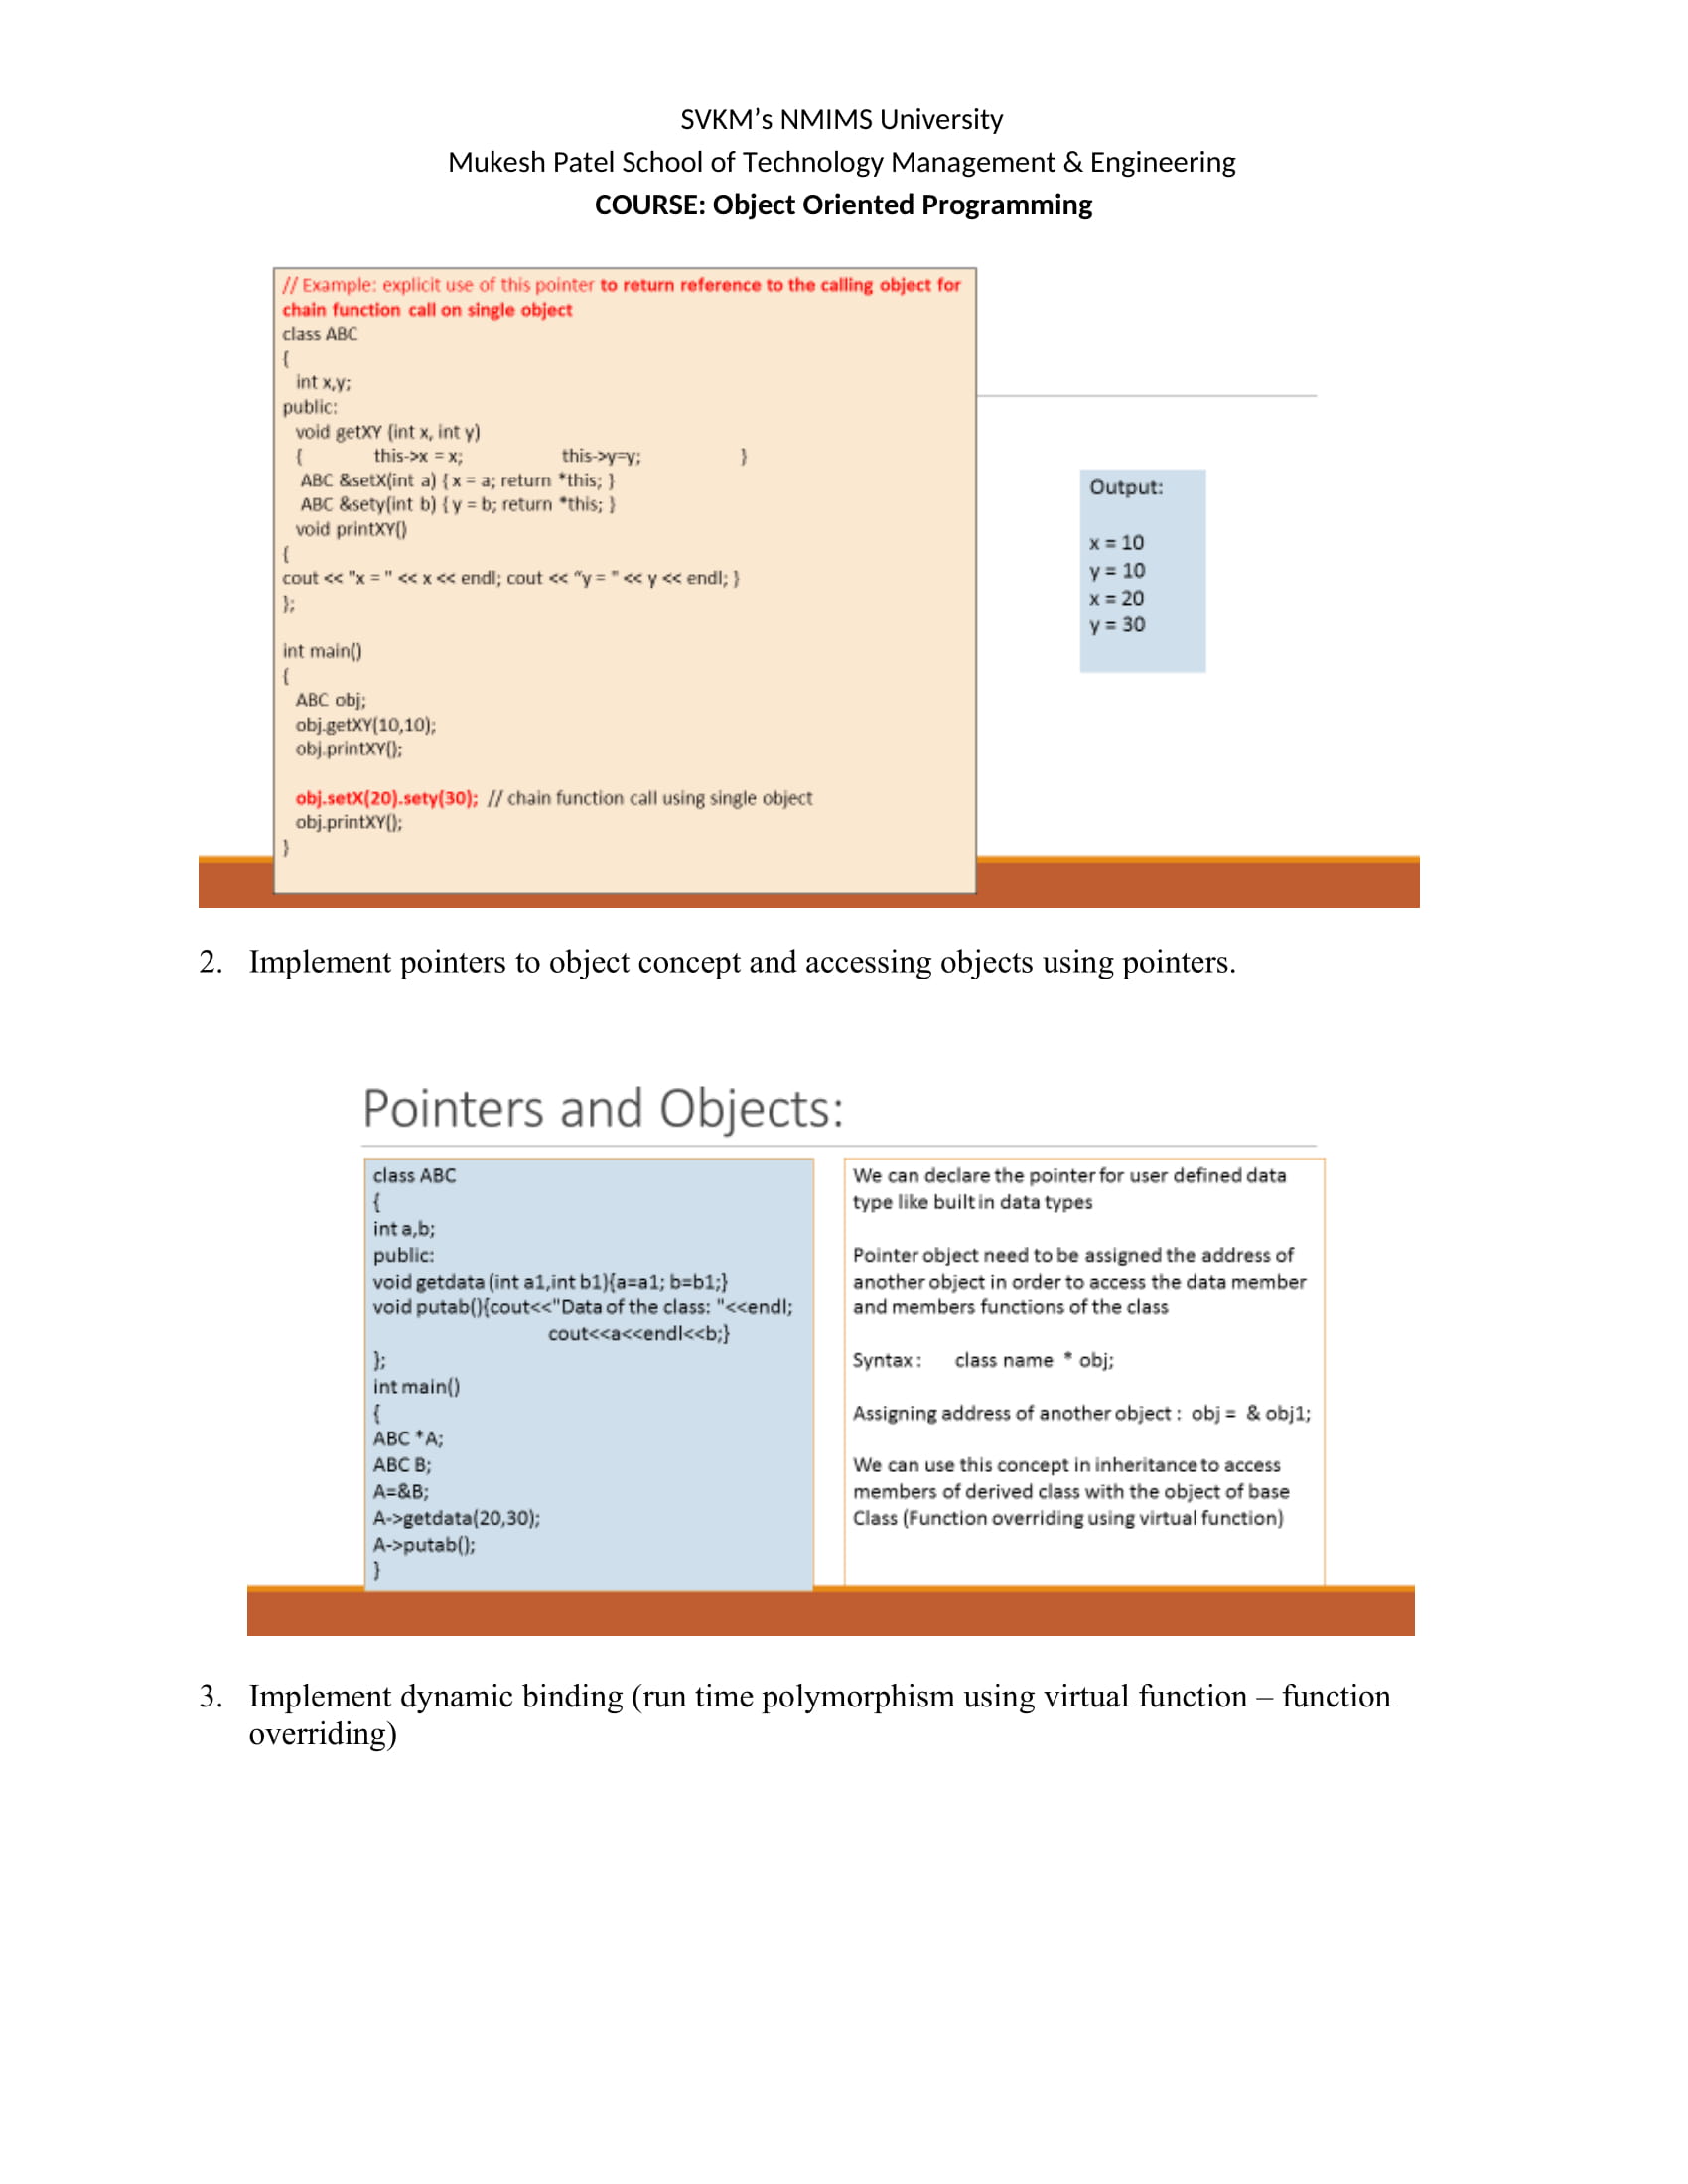 SVKM’s NMIMS University
Mukesh Patel School of Technology Management & Engineering
COURSE: Object Oriented Programming
// Example: explicit use of this pointer to return reference to the calling object for
chain function call on single object
class ABC
{
int x,y;
public:
void getXY (int x, int y)
{ this->x = x; this->y=y; }
ABC &setX(int a) { x = a; return *this; }
ABC &sety(int b) { y = b; return *this; }
void printXY()
{
cout << "x = " << x << endl; cout << “y = " << y << endl; }
};
int main()
{
ABC obj;
obj.getXY(10,10);
obj.printXY();
obj.setX(20).sety(30); // chain function call using single object
obj.printXY();
}
Output:
x = 10
y = 10
x = 20
y = 30
2. Implement pointers to object concept and accessing objects using pointers.
Pointers and Objects:
class ABC
{
int a,b;
public:
void getdata (int a1,int b1){a=a1; b=b1;}
void putab(){cout<<"Data of the class: "<<endl;
cout<<a<<endl<<b;}
};
int main()
{
ABC *A;
ABC B;
A=&B;
A->getdata(20,30);
A->putab();
}
We can declare the pointer for user defined data
type like built in data types
Pointer object need to be assigned the address of
another object in order to access the data member
and members functions of the class
Syntax : class name * obj;
Assigning address of another object : obj = & obj1;
We can use this concept in inheritance to access
members of derived class with the object of base
Class (Function overriding using virtual function)
3. Implement dynamic binding (run time polymorphism using virtual function – function
overriding)